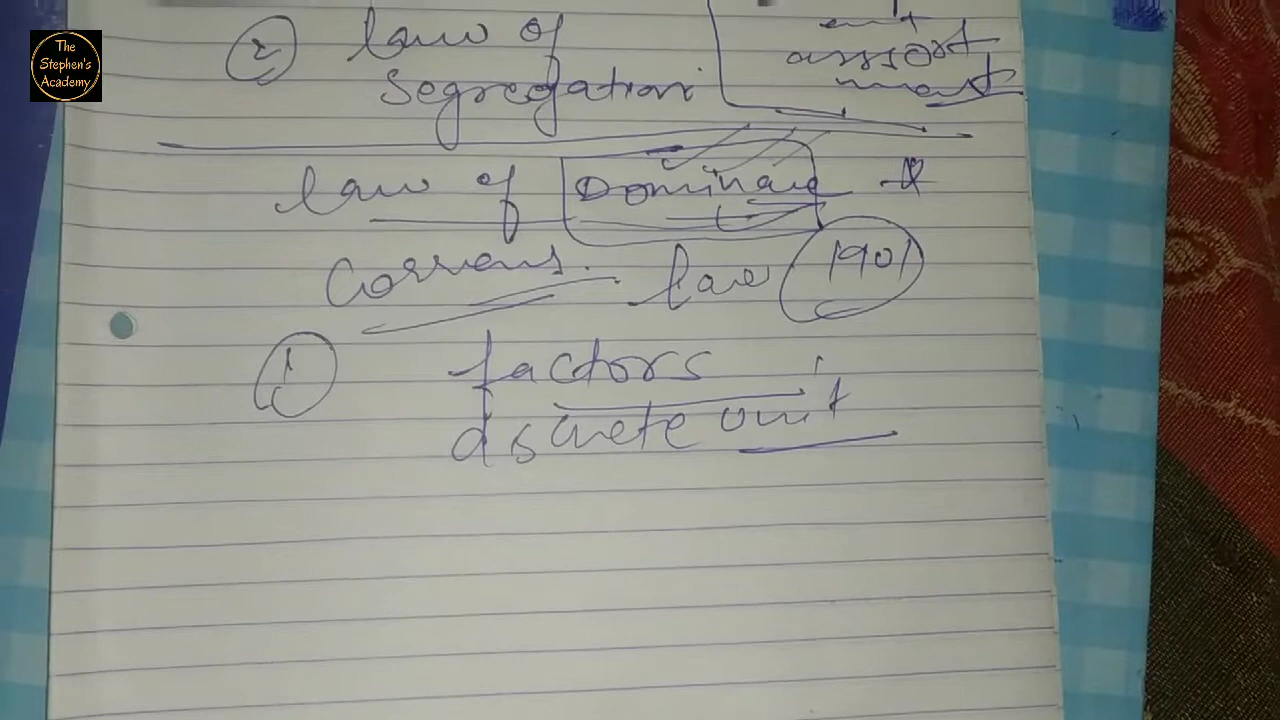 The
Stephen's
Academy
② law of
segregation
ent
assort
ment
law of Dominance
Correns. law 1901
① factors
discrete unit